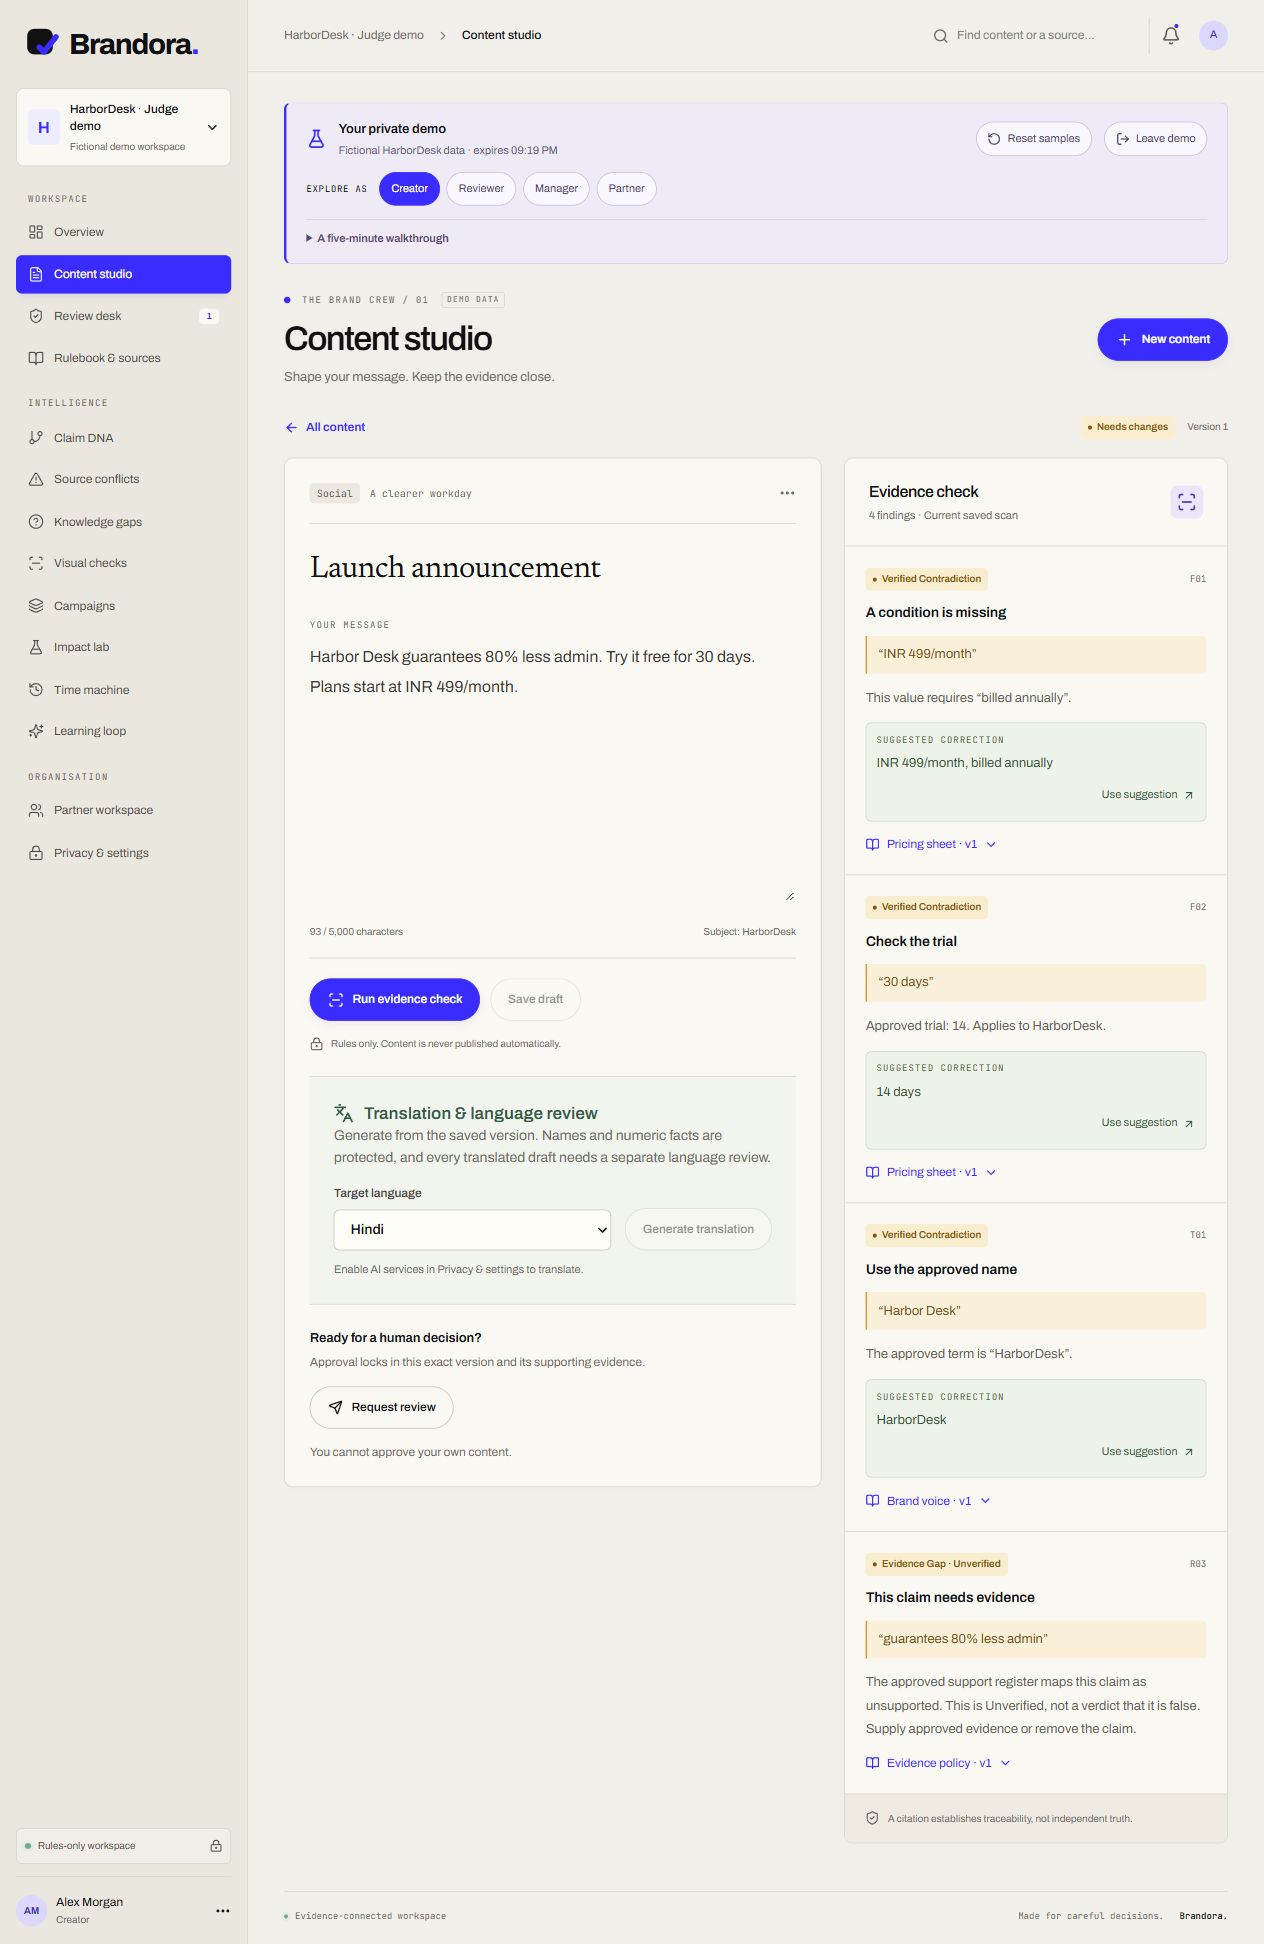 Brandora.
HarborDesk · Judge
demo
Fictional demo workspace
H
WORKSPACE
Overview
Content studio
Review desk
1
Rulebook & sources
INTELLIGENCE
Claim DNA
Source conflicts
Knowledge gaps
Visual checks
Campaigns
Impact lab
Time machine
Learning loop
ORGANISATION
Partner workspace
Privacy & settings
Rules-only workspace
AM
Alex Morgan
Creator
HarborDesk · Judge demo
Content studio
Find content or a source...
A
Your private demo
Fictional HarborDesk data · expires 09:19 PM
Reset samples
Leave demo
EXPLORE AS
Creator
Reviewer
Manager
Partner
A five-minute walkthrough
THE BRAND CREW / 01
DEMO DATA
Content studio
Shape your message. Keep the evidence close.
New content
All content
Needs changes
Version 1
Social
A clearer workday
Launch announcement
YOUR MESSAGE
Harbor Desk guarantees 80% less admin. Try it free for 30 days.
Plans start at INR 499/month.
93 / 5,000 characters
Subject: HarborDesk
Run evidence check
Save draft
Rules only. Content is never published automatically.
Translation & language review
Generate from the saved version. Names and numeric facts are
protected, and every translated draft needs a separate language review.
Target language
Hindi
Generate translation
Enable AI services in Privacy & settings to translate.
Ready for a human decision?
Approval locks in this exact version and its supporting evidence.
Request review
You cannot approve your own content.
Evidence check
4 findings · Current saved scan
Verified Contradiction
F01
A condition is missing
“INR 499/month”
This value requires “billed annually”.
SUGGESTED CORRECTION
INR 499/month, billed annually
Use suggestion
Pricing sheet · v1
Verified Contradiction
F02
Check the trial
“30 days”
Approved trial: 14. Applies to HarborDesk.
SUGGESTED CORRECTION
14 days
Use suggestion
Pricing sheet · v1
Verified Contradiction
T01
Use the approved name
“Harbor Desk”
The approved term is “HarborDesk”.
SUGGESTED CORRECTION
HarborDesk
Use suggestion
Brand voice · v1
Evidence Gap · Unverified
R03
This claim needs evidence
“guarantees 80% less admin”
The approved support register maps this claim as
unsupported. This is Unverified, not a verdict that it is false.
Supply approved evidence or remove the claim.
Evidence policy · v1
A citation establishes traceability, not independent truth.
Evidence-connected workspace
Made for careful decisions.
Brandora.